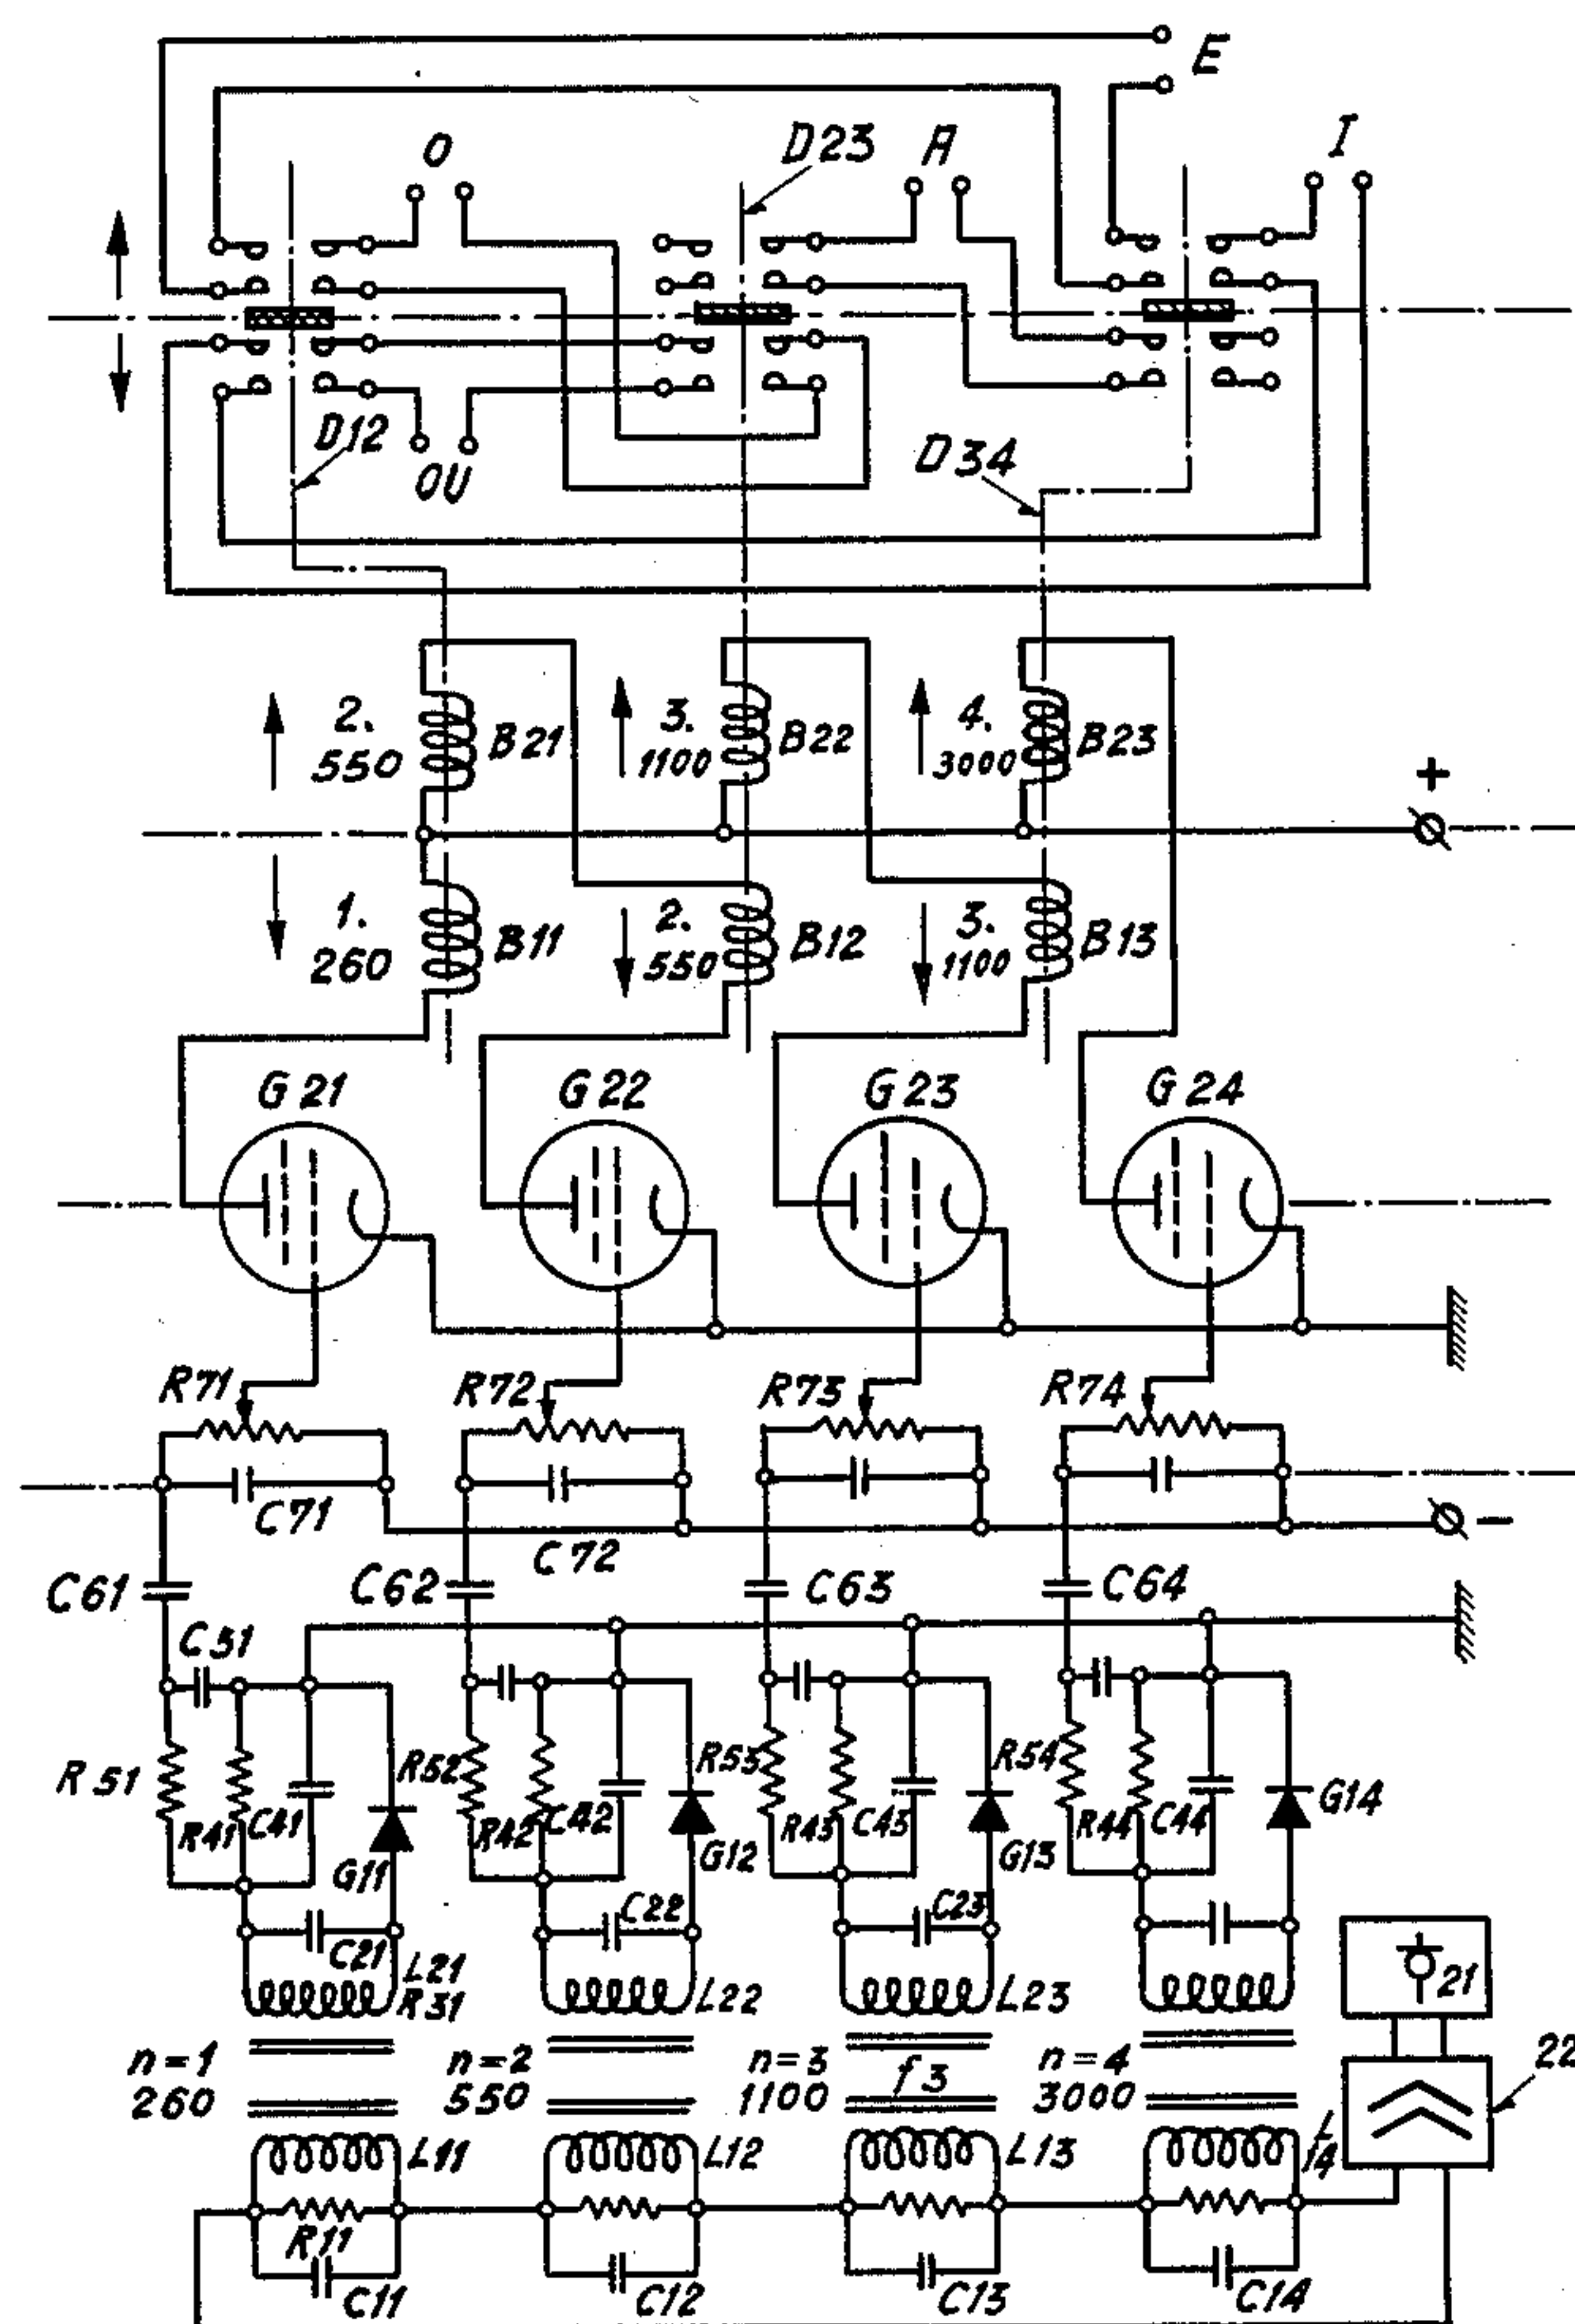 E
O
D23
A
I
D12
OU
D34
2.
550
B21
3.
1100
B22
4.
3000
B23
+
1.
260
B11
2.
550
B12
3.
1100
B13
G21
G22
G23
G24
R71
R72
R73
R74
C71
C72
-
C61
C62
C63
C64
C51
R51
R41
C41
G11
R52
R42
C42
G12
R53
R43
C43
G13
R54
R44
C44
G14
C21
L21
R31
C22
L22
C23
L23
21
22
n=1
260
n=2
550
n=3
1100
f3
n=4
3000
L11
L12
L13
L
14
R11
C11
C12
C13
C14